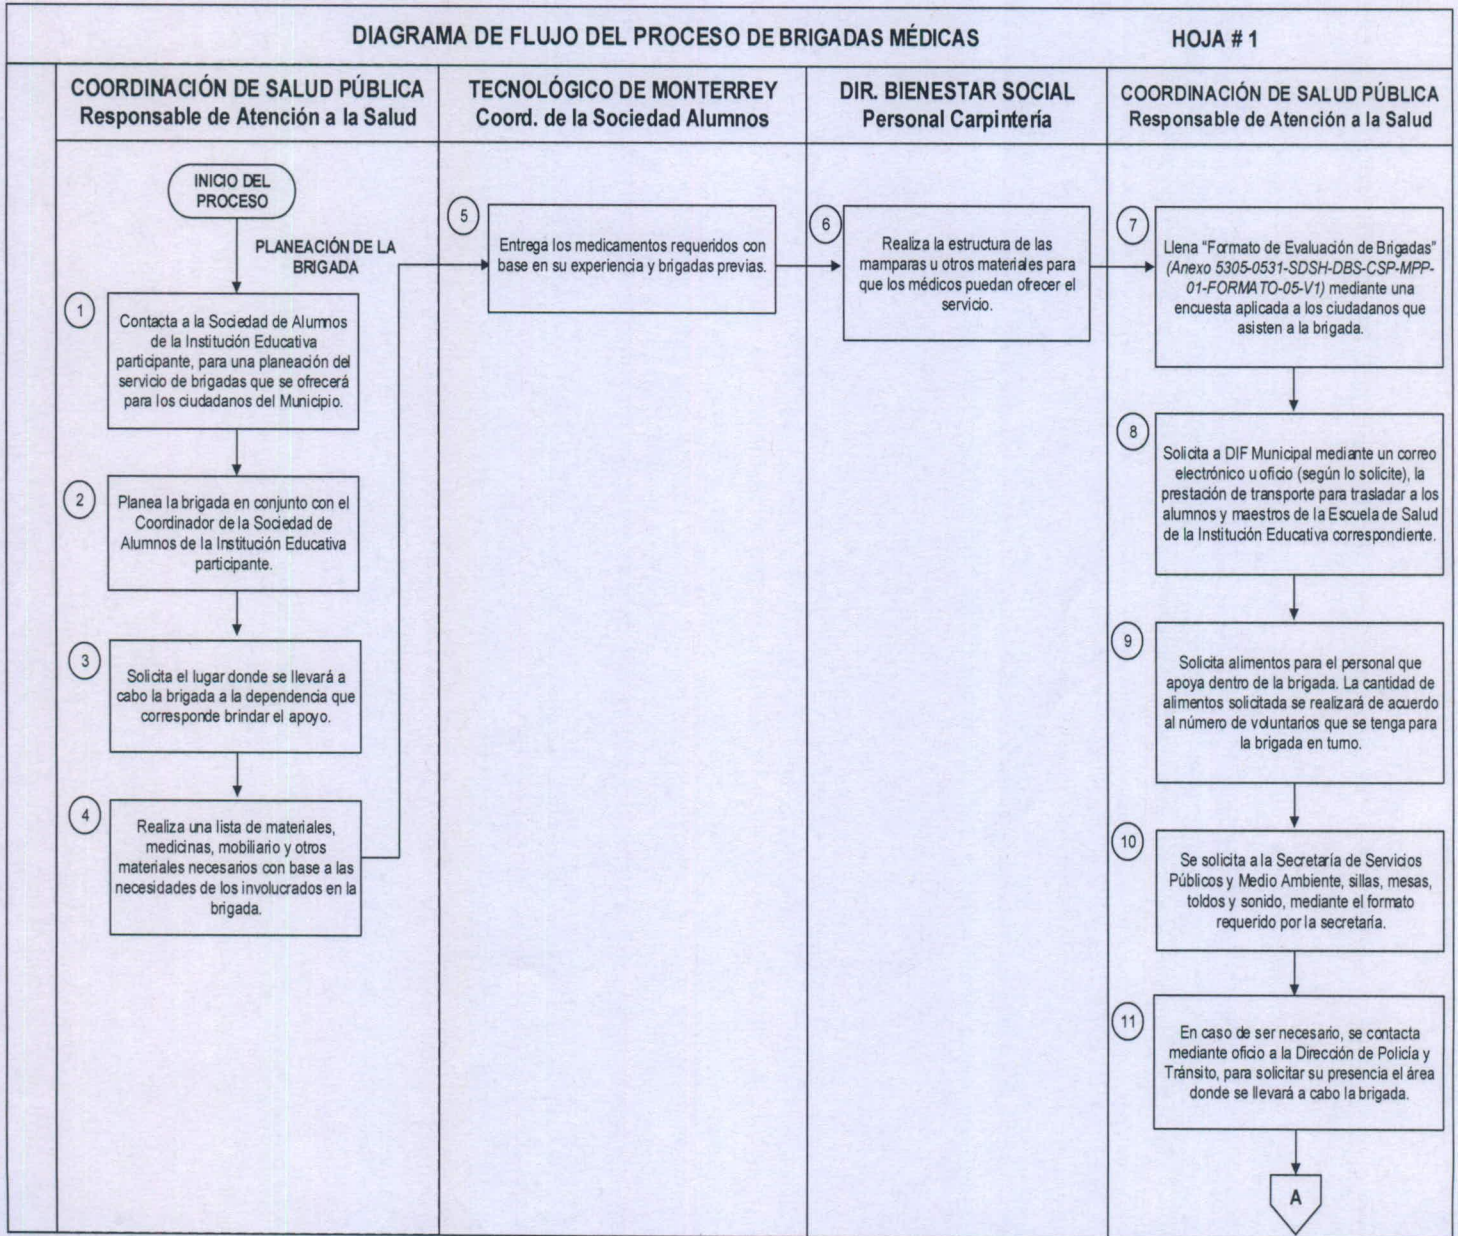 DIAGRAMA DE FLUJO DEL PROCESO DE BRIGADAS MÉDICAS
HOJA # 1
COORDINACIÓN DE SALUD PÚBLICA
Responsable de Atención a la Salud
TECNOLÓGICO DE MONTERREY
Coord. de la Sociedad Alumnos
DIR. BIENESTAR SOCIAL
Personal Carpintería
COORDINACIÓN DE SALUD PÚBLICA
Responsable de Atención a la Salud
INICIO DEL
PROCESO
PLANEACIÓN DE LA
BRIGADA
1
Contacta a la Sociedad de Alumnos
de la Institución Educativa
participante, para una planeación del
servicio de brigadas que se ofrecerá
para los ciudadanos del Municipio.
2
Planea la brigada en conjunto con el
Coordinador de la Sociedad de
Alumnos de la Institución Educativa
participante.
3
Solicita el lugar donde se llevará a
cabo la brigada a la dependencia que
corresponde brindar el apoyo.
4
Realiza una lista de materiales,
medicinas, mobiliario y otros
materiales necesarios con base a las
necesidades de los involucrados en la
brigada.
5
Entrega los medicamentos requeridos con
base en su experiencia y brigadas previas.
6
Realiza la estructura de las
mamparas u otros materiales para
que los médicos puedan ofrecer el
servicio.
7
Llena "Formato de Evaluación de Brigadas"
(Anexo 5305-0531-SDSH-DBS-CSP-MPP-
01-FORMATO-05-V1) mediante una
encuesta aplicada a los ciudadanos que
asisten a la brigada.
8
Solicita a DIF Municipal mediante un correo
electrónico u oficio (según lo solicite), la
prestación de transporte para trasladar a los
alumnos y maestros de la Escuela de Salud
de la Institución Educativa correspondiente.
9
Solicita alimentos para el personal que
apoya dentro de la brigada. La cantidad de
alimentos solicitada se realizará de acuerdo
al número de voluntarios que se tenga para
la brigada en turno.
10
Se solicita a la Secretaría de Servicios
Públicos y Medio Ambiente, sillas, mesas,
toldos y sonido, mediante el formato
requerido por la secretaría.
11
En caso de ser necesario, se contacta
mediante oficio a la Dirección de Policía y
Tránsito, para solicitar su presencia el área
donde se llevará a cabo la brigada.
A